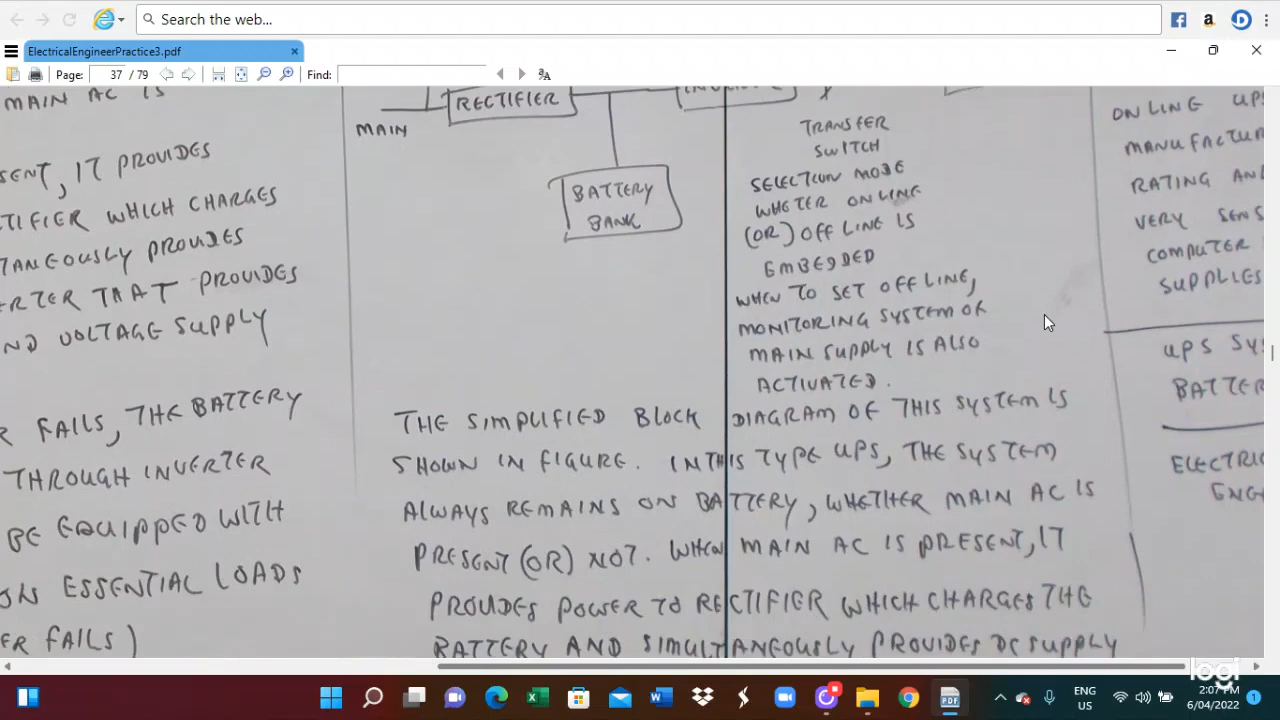 Search the web...
ElectricalEngineerPractice3.pdf
Page: 37 / 79 Find:
MAIN AC IS
SENT, IT PROVIDES
CTIFIER WHICH CHARGES
TANEOUSLY PROVIDES
ERTER THAT PROVIDES
ND VOLTAGE SUPPLY
R FAILS, THE BATTERY
THROUGH INVERTER
BE EQUIPPED WITH
ESSENTIAL LOADS
ER FAILS)
RECTIFIER
MAIN
BATTERY
BANK
TRANSFER
SWITCH
SELECTION MODE
WHETER ON LINE
(OR) OFF LINE IS
EMBEDDED
WHEN TO SET OFF LINE,
MONITORING SYSTEM OF
MAIN SUPPLY IS ALSO
ACTIVATED.
THE SIMPLIFIED BLOCK DIAGRAM OF THIS SYSTEM IS
SHOWN IN FIGURE. IN THIS TYPE UPS, THE SYSTEM
ALWAYS REMAINS ON BATTERY, WHETHER MAIN AC IS
PRESENT (OR) NOT. WHEN MAIN AC IS PRESENT, IT
PROVIDES POWER TO RECTIFIER WHICH CHARGES THE
BATTERY AND SIMULTANEOUSLY PROVIDES DC SUPPLY
ON LINE UPS
MANUFACTUR
RATING AN
VERY SENS
COMPUTER
SUPPLIES
UPS SYS
BATTER
ELECTRIC
ENG
logi
ENG
US
2:07 PM
6/04/2022